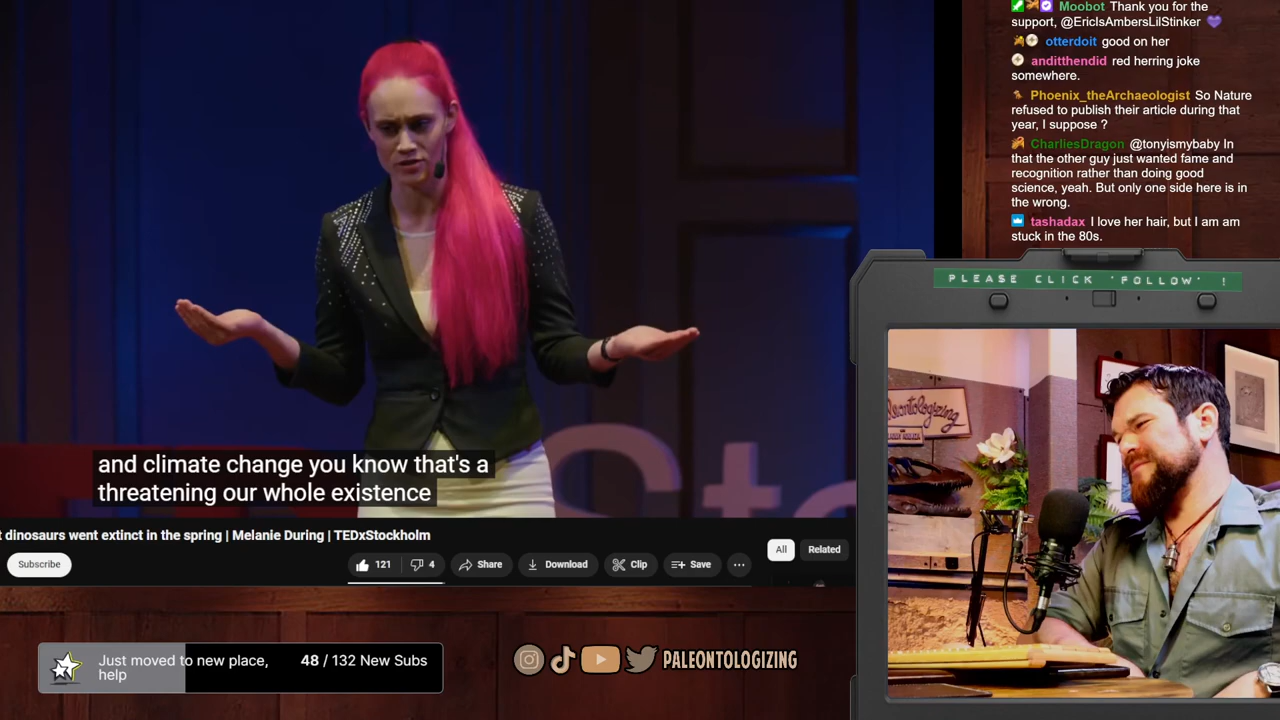 Moobot Thank you for the
support, @EricIsAmbersLilStinker
otterdoit good on her
anditthendid red herring joke
somewhere.
Phoenix_theArchaeologist So Nature
refused to publish their article during that
year, I suppose ?
CharliesDragon @tonyismybaby In
that the other guy just wanted fame and
recognition rather than doing good
science, yeah. But only one side here is in
the wrong.
tashadax I love her hair, but I am am
stuck in the 80s.
PLEASE CLICK 'FOLLOW' !
and climate change you know that's a
threatening our whole existence
dinosaurs went extinct in the spring | Melanie During | TEDxStockholm
Subscribe
121
4
Share
Download
Clip
Save
All
Related
Just moved to new place,
help
48 / 132 New Subs
PALEONTOLOGIZING